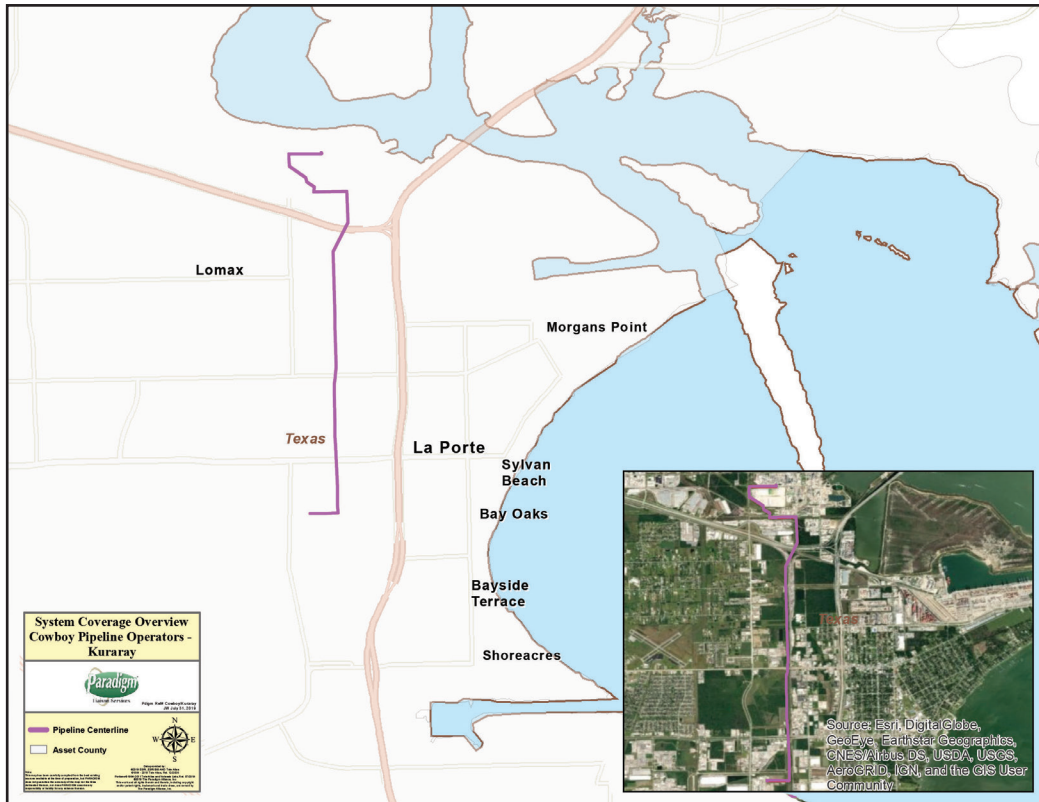 Lomax
Morgans Point
Texas
La Porte
Sylvan
Beach
Bay Oaks
Bayside
Terrace
Shoreacres
System Coverage Overview
Cowboy Pipeline Operators -
Kuraray
Paradigm
Pipeline Centerline
Asset County
N
W E
S
Texas
Source: Esri, DigitalGlobe,
GeoEye, Earthstar Geographics,
CNES/Airbus DS, USDA, USGS,
AeroGRID, IGN, and the GIS User
Community